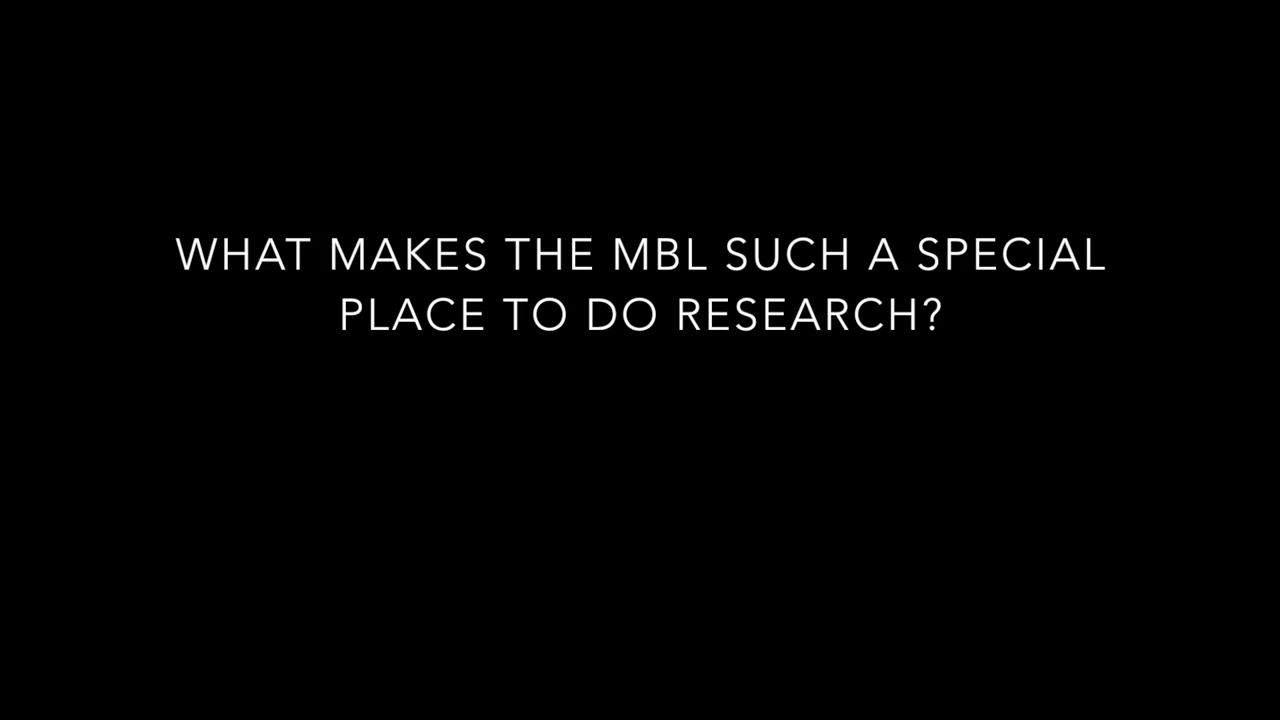 WHAT MAKES THE MBL SUCH A SPECIAL
PLACE TO DO RESEARCH?